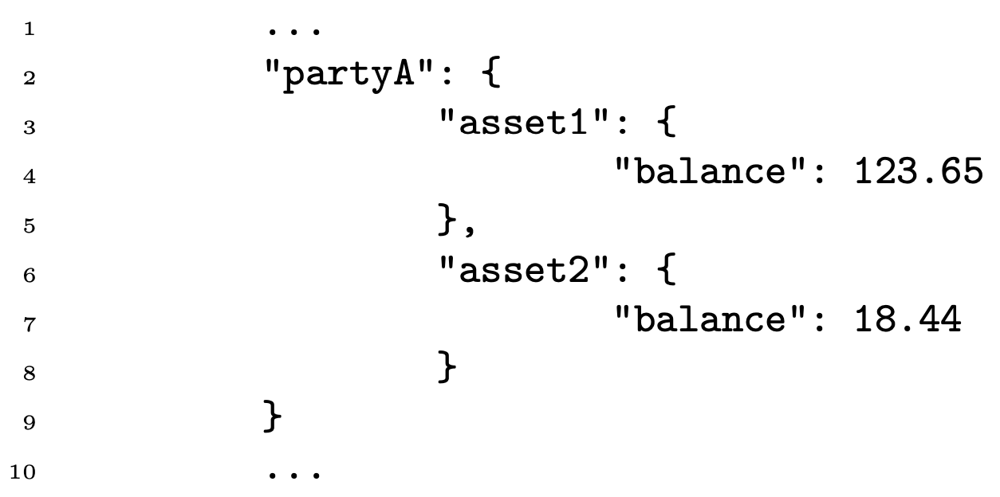 1 ...
2 "partyA": {
3 "asset1": {
4 "balance": 123.65
5 },
6 "asset2": {
7 "balance": 18.44
8 }
9 }
10 ...